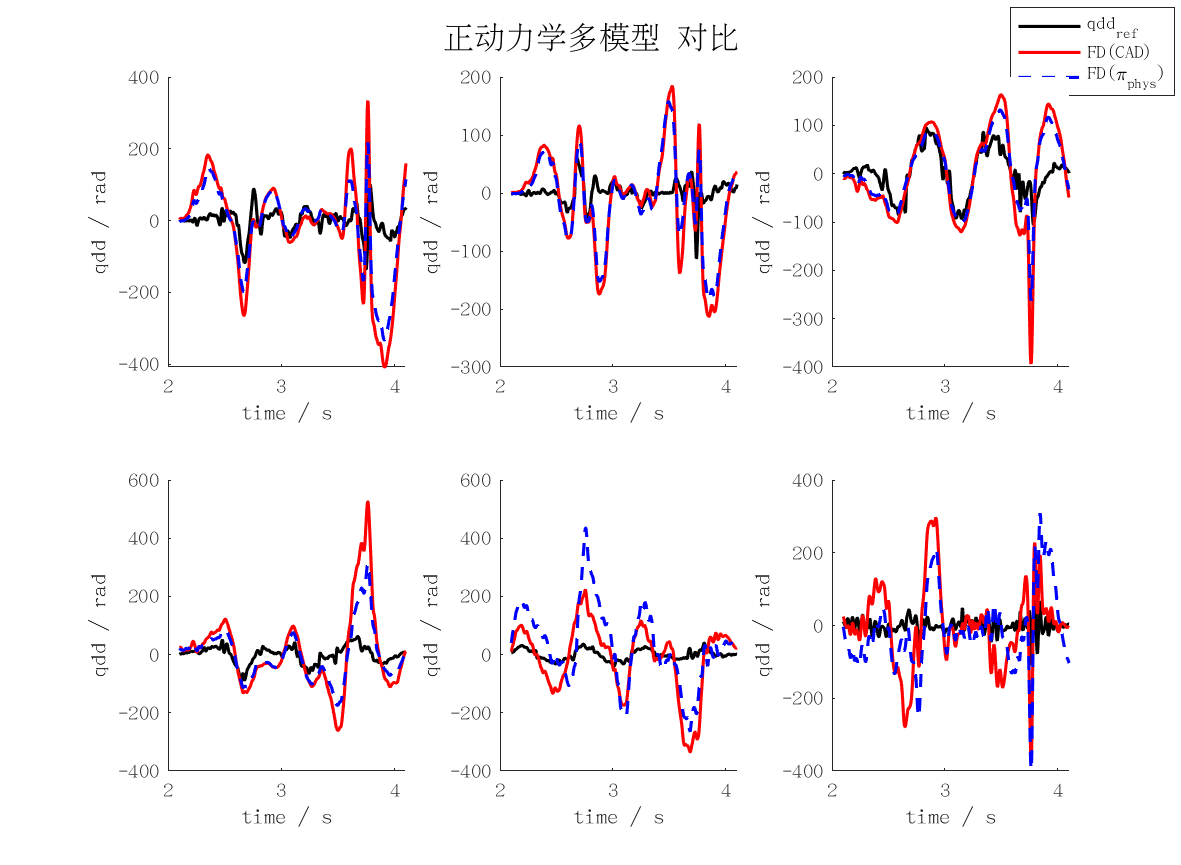 正动力学多模型 对比
qdd_ref
FD(CAD)
FD(π_phys)
400
200
0
-200
-400
qdd / rad
2 3 4
time / s
200
100
0
-100
-200
-300
qdd / rad
2 3 4
time / s
200
100
0
-100
-200
-300
-400
qdd / rad
2 3 4
time / s
600
400
200
0
-200
-400
qdd / rad
2 3 4
time / s
600
400
200
0
-200
-400
qdd / rad
2 3 4
time / s
400
200
0
-200
-400
qdd / rad
2 3 4
time / s